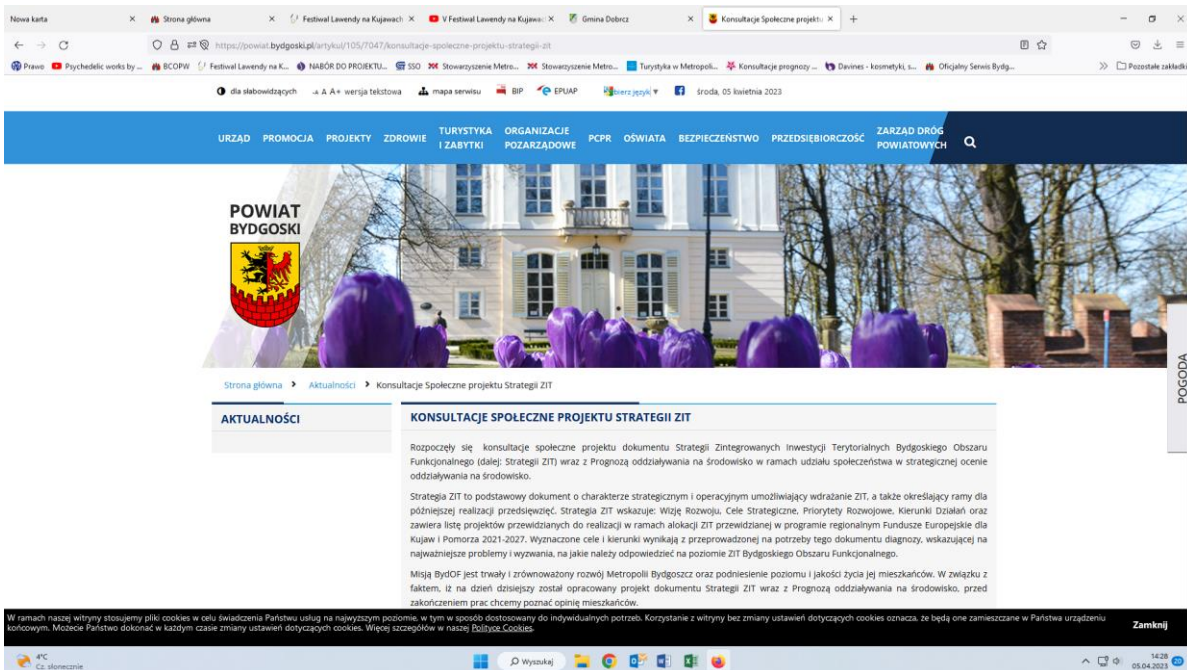 Nowa karta
Strona główna
Festiwal Lawendy na Kujawach
V Festiwal Lawendy na Kujawac
Gmina Dobrcz
Konsultacje Społeczne projektu
https://powiat.bydgoski.pl/artykul/105/7047/konsultacje-spoleczne-projektu-strategii-zit
Prawo
Psychedelic works by ...
BCOPW
Festiwal Lawendy na K...
NABÓR DO PROJEKTU...
SSO
Stowarzyszenie Metro...
Stowarzyszenie Metro...
Turystyka w Metropoli...
Konsultacje prognozy ...
Davines - kosmetyki, s...
Oficjalny Serwis Bydg...
Pozostałe zakładki
dla słabowidzących
A A+ wersja tekstowa
mapa serwisu
BIP
EPUAP
bierz język
środa, 05 kwietnia 2023
URZĄD
PROMOCJA
PROJEKTY
ZDROWIE
TURYSTYKA
I ZABYTKI
ORGANIZACJE
POZARZĄDOWE
PCPR
OŚWIATA
BEZPIECZEŃSTWO
PRZEDSIĘBIORCZOŚĆ
ZARZĄD DRÓG
POWIATOWYCH
POWIAT
BYDGOSKI
POGODA
Strona główna
Aktualności
Konsultacje Społeczne projektu Strategii ZIT
AKTUALNOŚCI
KONSULTACJE SPOŁECZNE PROJEKTU STRATEGII ZIT
Rozpoczęły się konsultacje społeczne projektu dokumentu Strategii Zintegrowanych Inwestycji Terytorialnych Bydgoskiego Obszaru
Funkcjonalnego (dalej: Strategii ZIT) wraz z Prognozą oddziaływania na środowisko w ramach udziału społeczeństwa w strategicznej ocenie
oddziaływania na środowisko.
Strategia ZIT to podstawowy dokument o charakterze strategicznym i operacyjnym umożliwiający wdrażanie ZIT, a także określający ramy dla
późniejszej realizacji przedsięwzięć. Strategia ZIT wskazuje: Wizję Rozwoju, Cele Strategiczne, Priorytety Rozwojowe, Kierunki Działań oraz
zawiera listę projektów przewidzianych do realizacji w ramach alokacji ZIT przewidzianej w programie regionalnym Fundusze Europejskie dla
Kujaw i Pomorza 2021-2027. Wyznaczone cele i kierunki wynikają z przeprowadzonej na potrzeby tego dokumentu diagnozy, wskazującej na
najważniejsze problemy i wyzwania, na jakie należy odpowiedzieć na poziomie ZIT Bydgoskiego Obszaru Funkcjonalnego.
Misją BydOF jest trwały i zrównoważony rozwój Metropolii Bydgoszcz oraz podniesienie poziomu i jakości życia jej mieszkańców. W związku z
faktem, iż na dzień dzisiejszy został opracowany projekt dokumentu Strategii ZIT wraz z Prognozą oddziaływania na środowisko, przed
zakończeniem prac chcemy poznać opinię mieszkańców.
W ramach naszej witryny stosujemy pliki cookies w celu świadczenia Państwu usług na najwyższym poziomie, w tym w sposób dostosowany do indywidualnych potrzeb. Korzystanie z witryny bez zmiany ustawień dotyczących cookies oznacza, że będą one zamieszczane w Państwa urządzeniu
końcowym. Możecie Państwo dokonać w każdym czasie zmiany ustawień dotyczących cookies. Więcej szczegółów w naszej Polityce Cookies.
Zamknij
4°C
Cz. słonecznie
Wyszukaj
14:28
05.04.2023